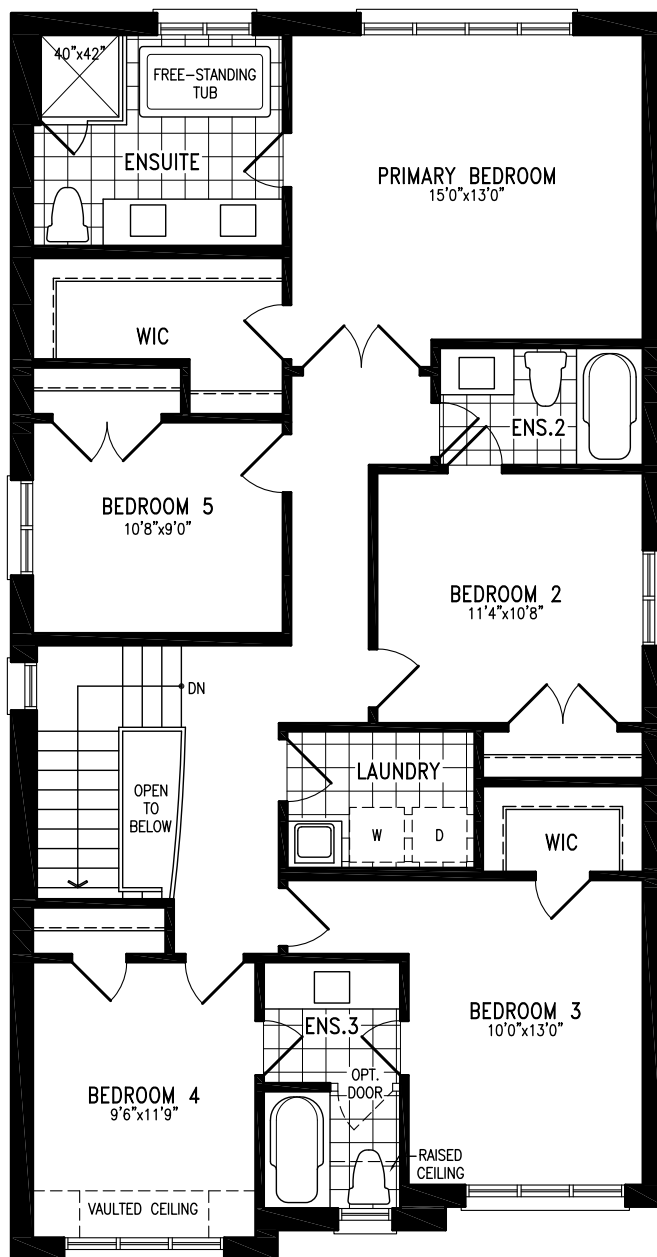 40"x42"
FREE-STANDING
TUB
ENSUITE
PRIMARY BEDROOM
15'0"x13'0"
WIC
ENS.2
BEDROOM 5
10'8"x9'0"
BEDROOM 2
11'4"x10'8"
DN
OPEN
TO
BELOW
LAUNDRY
W
D
WIC
BEDROOM 3
10'0"x13'0"
ENS.3
OPT.
DOOR
BEDROOM 4
9'6"x11'9"
RAISED
CEILING
VAULTED CEILING